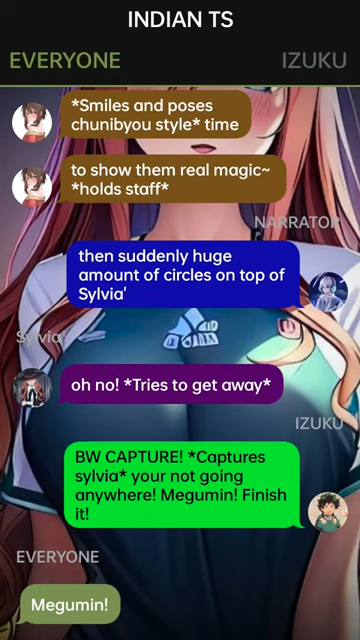 INDIAN TS
EVERYONE
IZUKU
*Smiles and poses
chunibyou style* time
to show them real magic~
*holds staff*
NARRATOR
then suddenly huge
amount of circles on top of
Sylvia'
Sylvia'
oh no! *Tries to get away*
IZUKU
BW CAPTURE! *Captures
sylvia* your not going
anywhere! Megumin! Finish
it!
EVERYONE
Megumin!